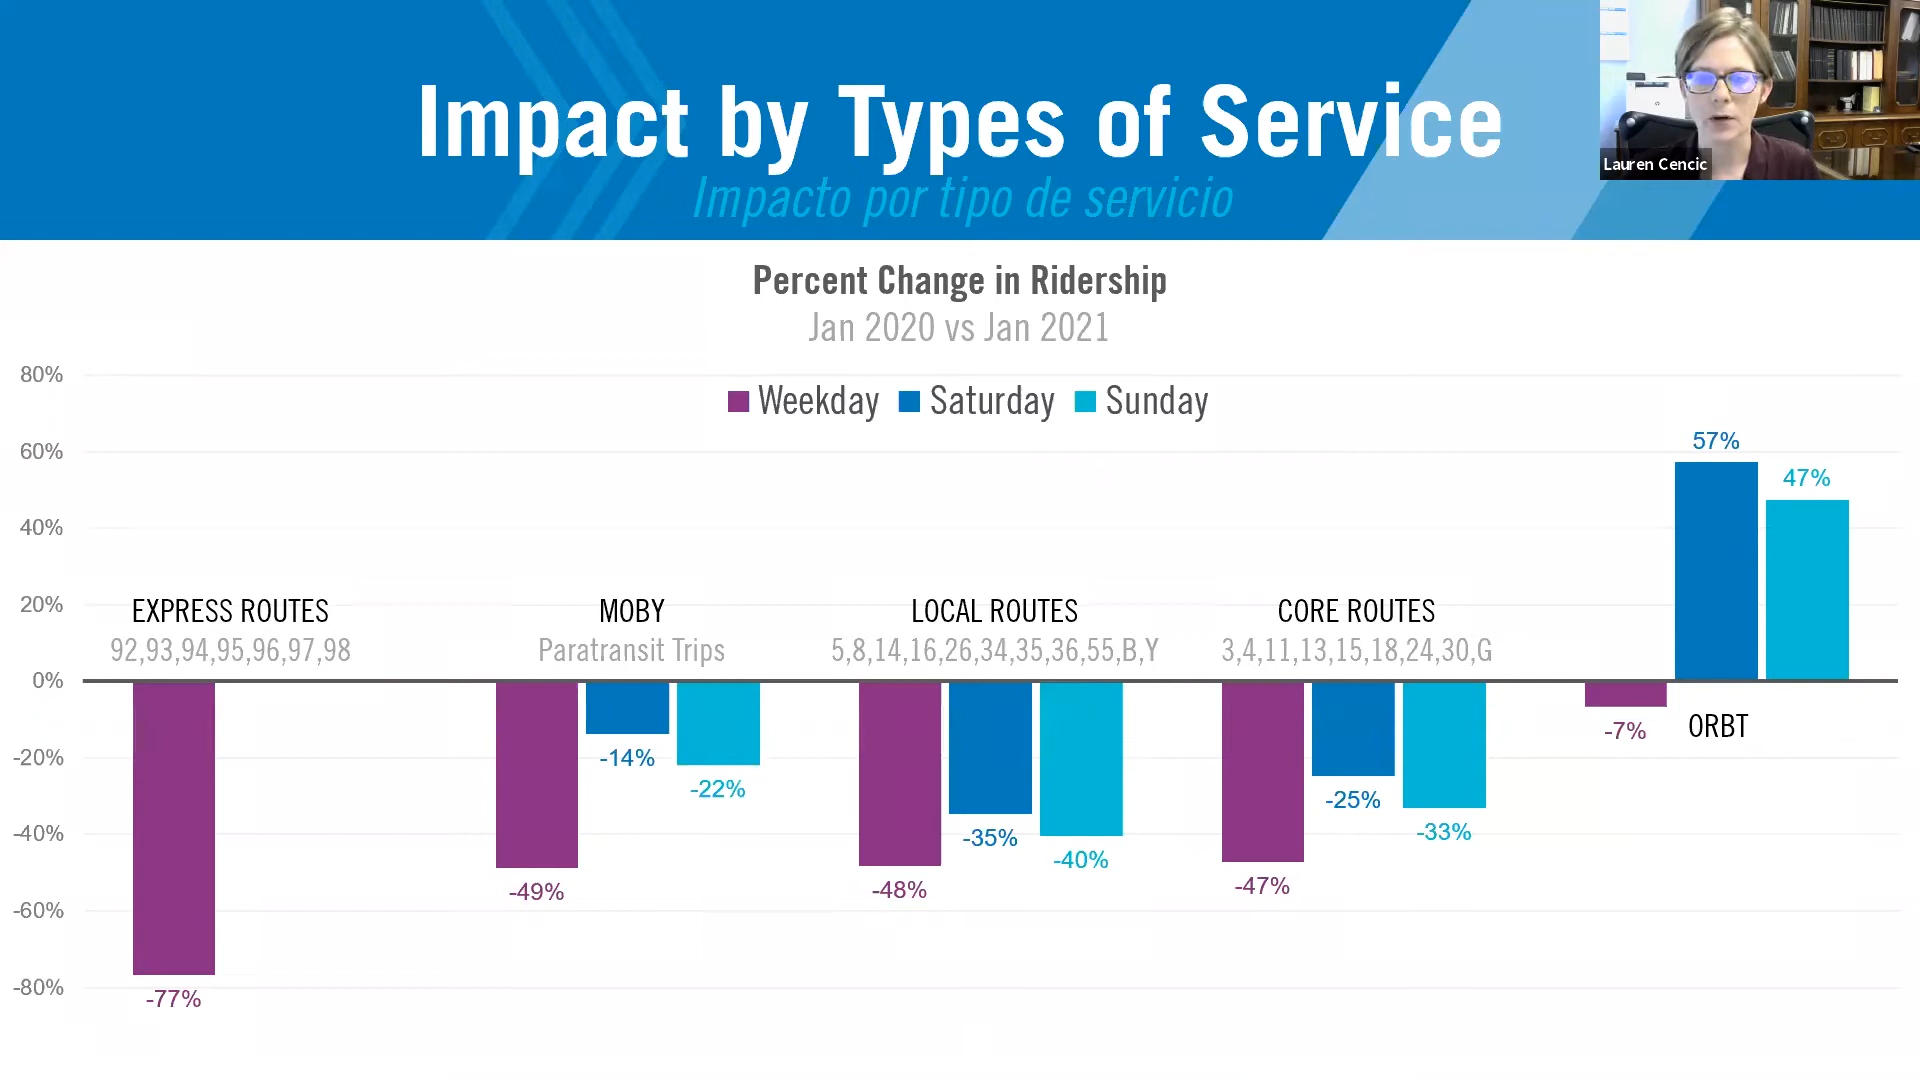 Impact by Types of Service
Impacto por tipo de servicio
Lauren Cencic
Percent Change in Ridership
Jan 2020 vs Jan 2021
Weekday Saturday Sunday
80%
60%
40%
20%
0%
-20%
-40%
-60%
-80%
EXPRESS ROUTES
92,93,94,95,96,97,98
-77%
MOBY
Paratransit Trips
-49%
-14%
-22%
LOCAL ROUTES
5,8,14,16,26,34,35,36,55,B,Y
-48%
-35%
-40%
CORE ROUTES
3,4,11,13,15,18,24,30,G
-47%
-25%
-33%
57%
47%
-7%
ORBT